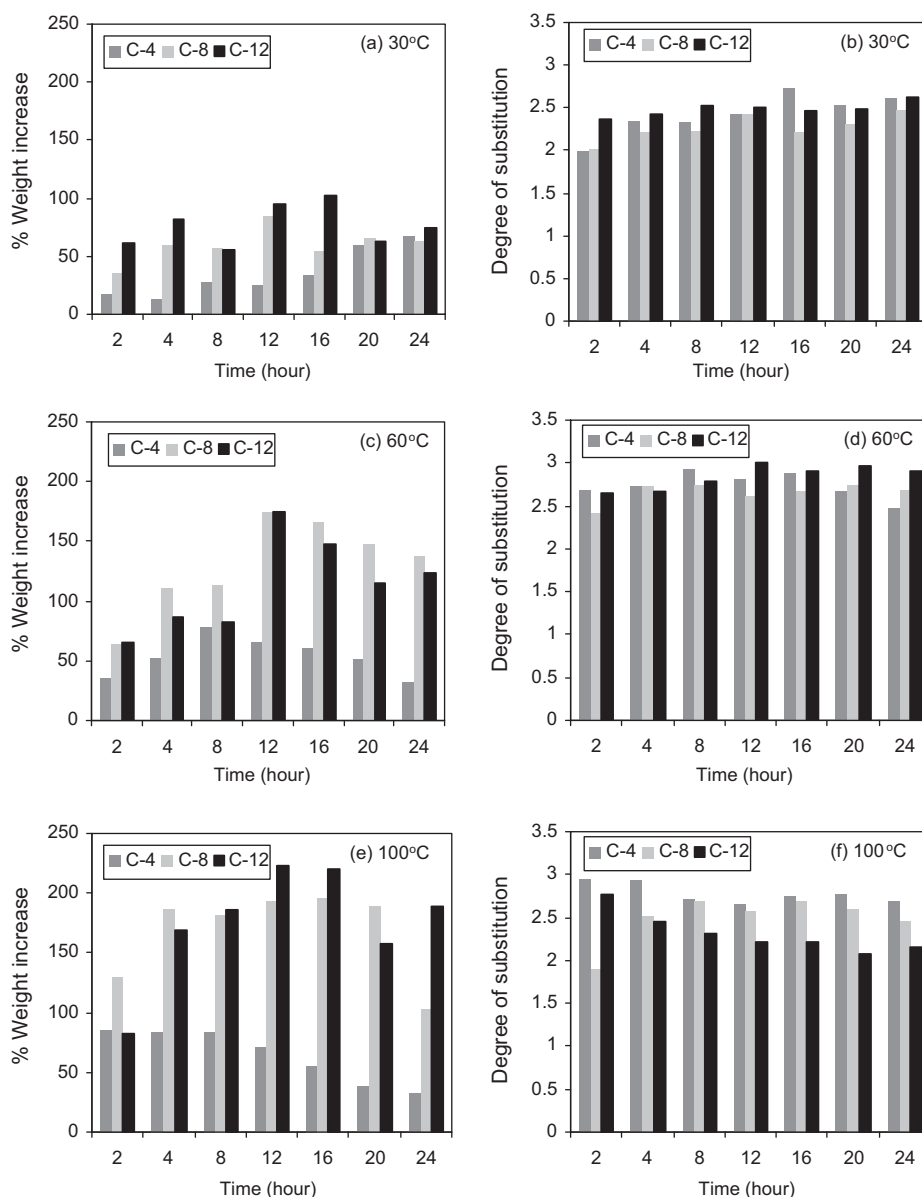 250
200
150
100
50
0
C-4 C-8 C-12
(a) 30°C
% Weight increase
2 4 8 12 16 20 24
Time (hour)
3.5
3
2.5
2
1.5
1
0.5
0
C-4 C-8 C-12
(b) 30°C
Degree of substitution
2 4 8 12 16 20 24
Time (hour)
250
200
150
100
50
0
C-4 C-8 C-12
(c) 60°C
% Weight increase
2 4 8 12 16 20 24
Time (hour)
3.5
3
2.5
2
1.5
1
0.5
0
C-4 C-8 C-12
(d) 60°C
Degree of substitution
2 4 8 12 16 20 24
Time (hour)
250
200
150
100
50
0
C-4 C-8 C-12
(e) 100°C
% Weight increase
2 4 8 12 16 20 24
Time (hour)
3.5
3
2.5
2
1.5
1
0.5
0
C-4 C-8 C-12
(f) 100°C
Degree of substitution
2 4 8 12 16 20 24
Time (hour)